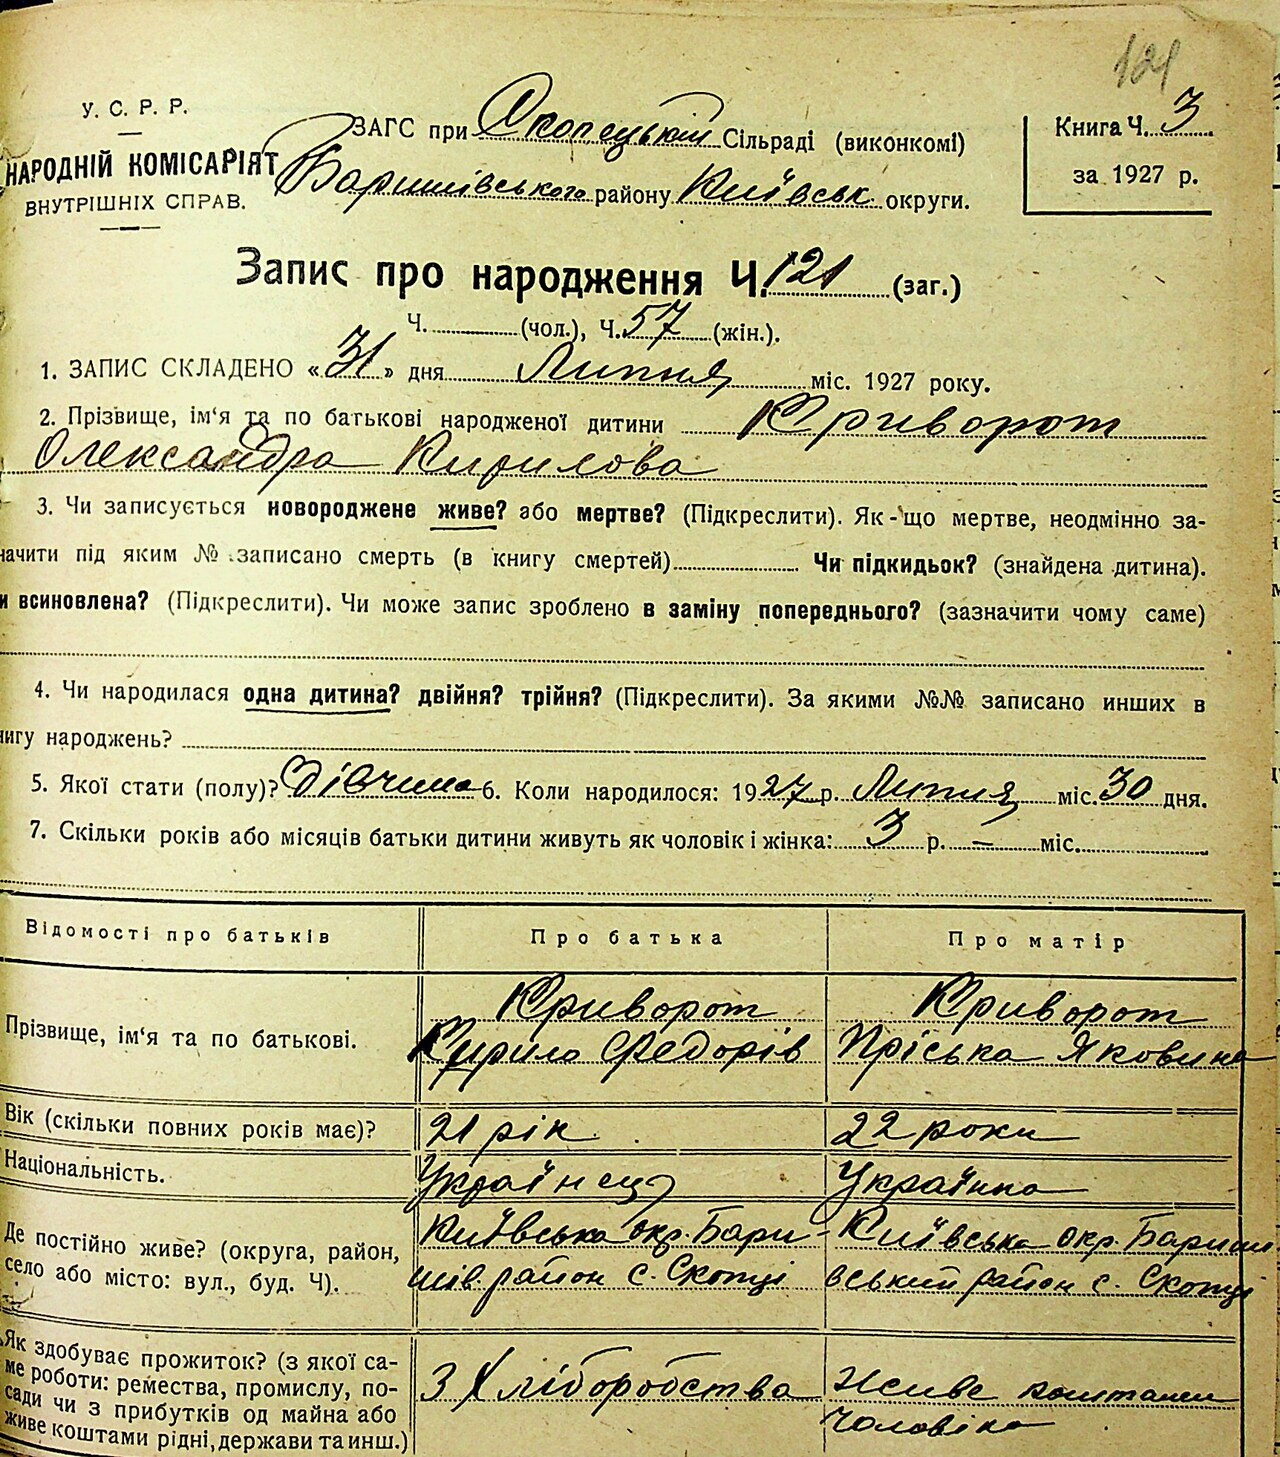 121
У. С. Р. Р.
НАРОДНІЙ КОМІСАРІЯТ
ВНУТРІШНІХ СПРАВ.
ЗАГС при Скопецькій Сільраді (виконкомі)
Баришівського району Київськ. округи.
Книга Ч. 3
за 1927 р.
Запис про народження Ч. 121 (заг.)
Ч. (чол.), Ч. 57 (жін.).
1. ЗАПИС СКЛАДЕНО «31» дня Липня міс. 1927 року.
2. Прізвище, ім'я та по батькові народженої дитини Криворот
Олександра Кирилова
3. Чи записується новороджене живе? або мертве? (Підкреслити). Як-що мертве, неодмінно за-
начити під яким № записано смерть (в книгу смертей) Чи підкидьок? (знайдена дитина).
и всиновлена? (Підкреслити). Чи може запис зроблено в заміну попереднього? (зазначити чому саме)
4. Чи народилася одна дитина? двійня? трійня? (Підкреслити). За якими №№ записано инших в
нигу народжень?
5. Якої стати (полу)? Дівчина 6. Коли народилося: 1927 р. Липня міс. 30 дня.
7. Скільки років або місяців батьки дитини живуть як чоловік і жінка: 3 р. — міс.
Відомості про батьків Про батька Про матір
Прізвище, ім'я та по батькові.
Криворот
Кирило Федорів
Криворот
Пріська Яковина
Вік (скільки повних років має)? 21 рік 22 роки
Національність. Українець Українка
Де постійно живе? (округа, район,
село або місто: вул., буд. Ч).
Київська окр. Бари-
шів. район с. Скопці
Київська окр. Бариші
вський район с. Скопці
Як здобуває прожиток? (з якої са-
ме роботи: ремества, промислу, по-
сади чи з прибутків од майна або
живе коштами рідні, держави та инш.)
З Хліборобства
Живе коштами
чоловіка